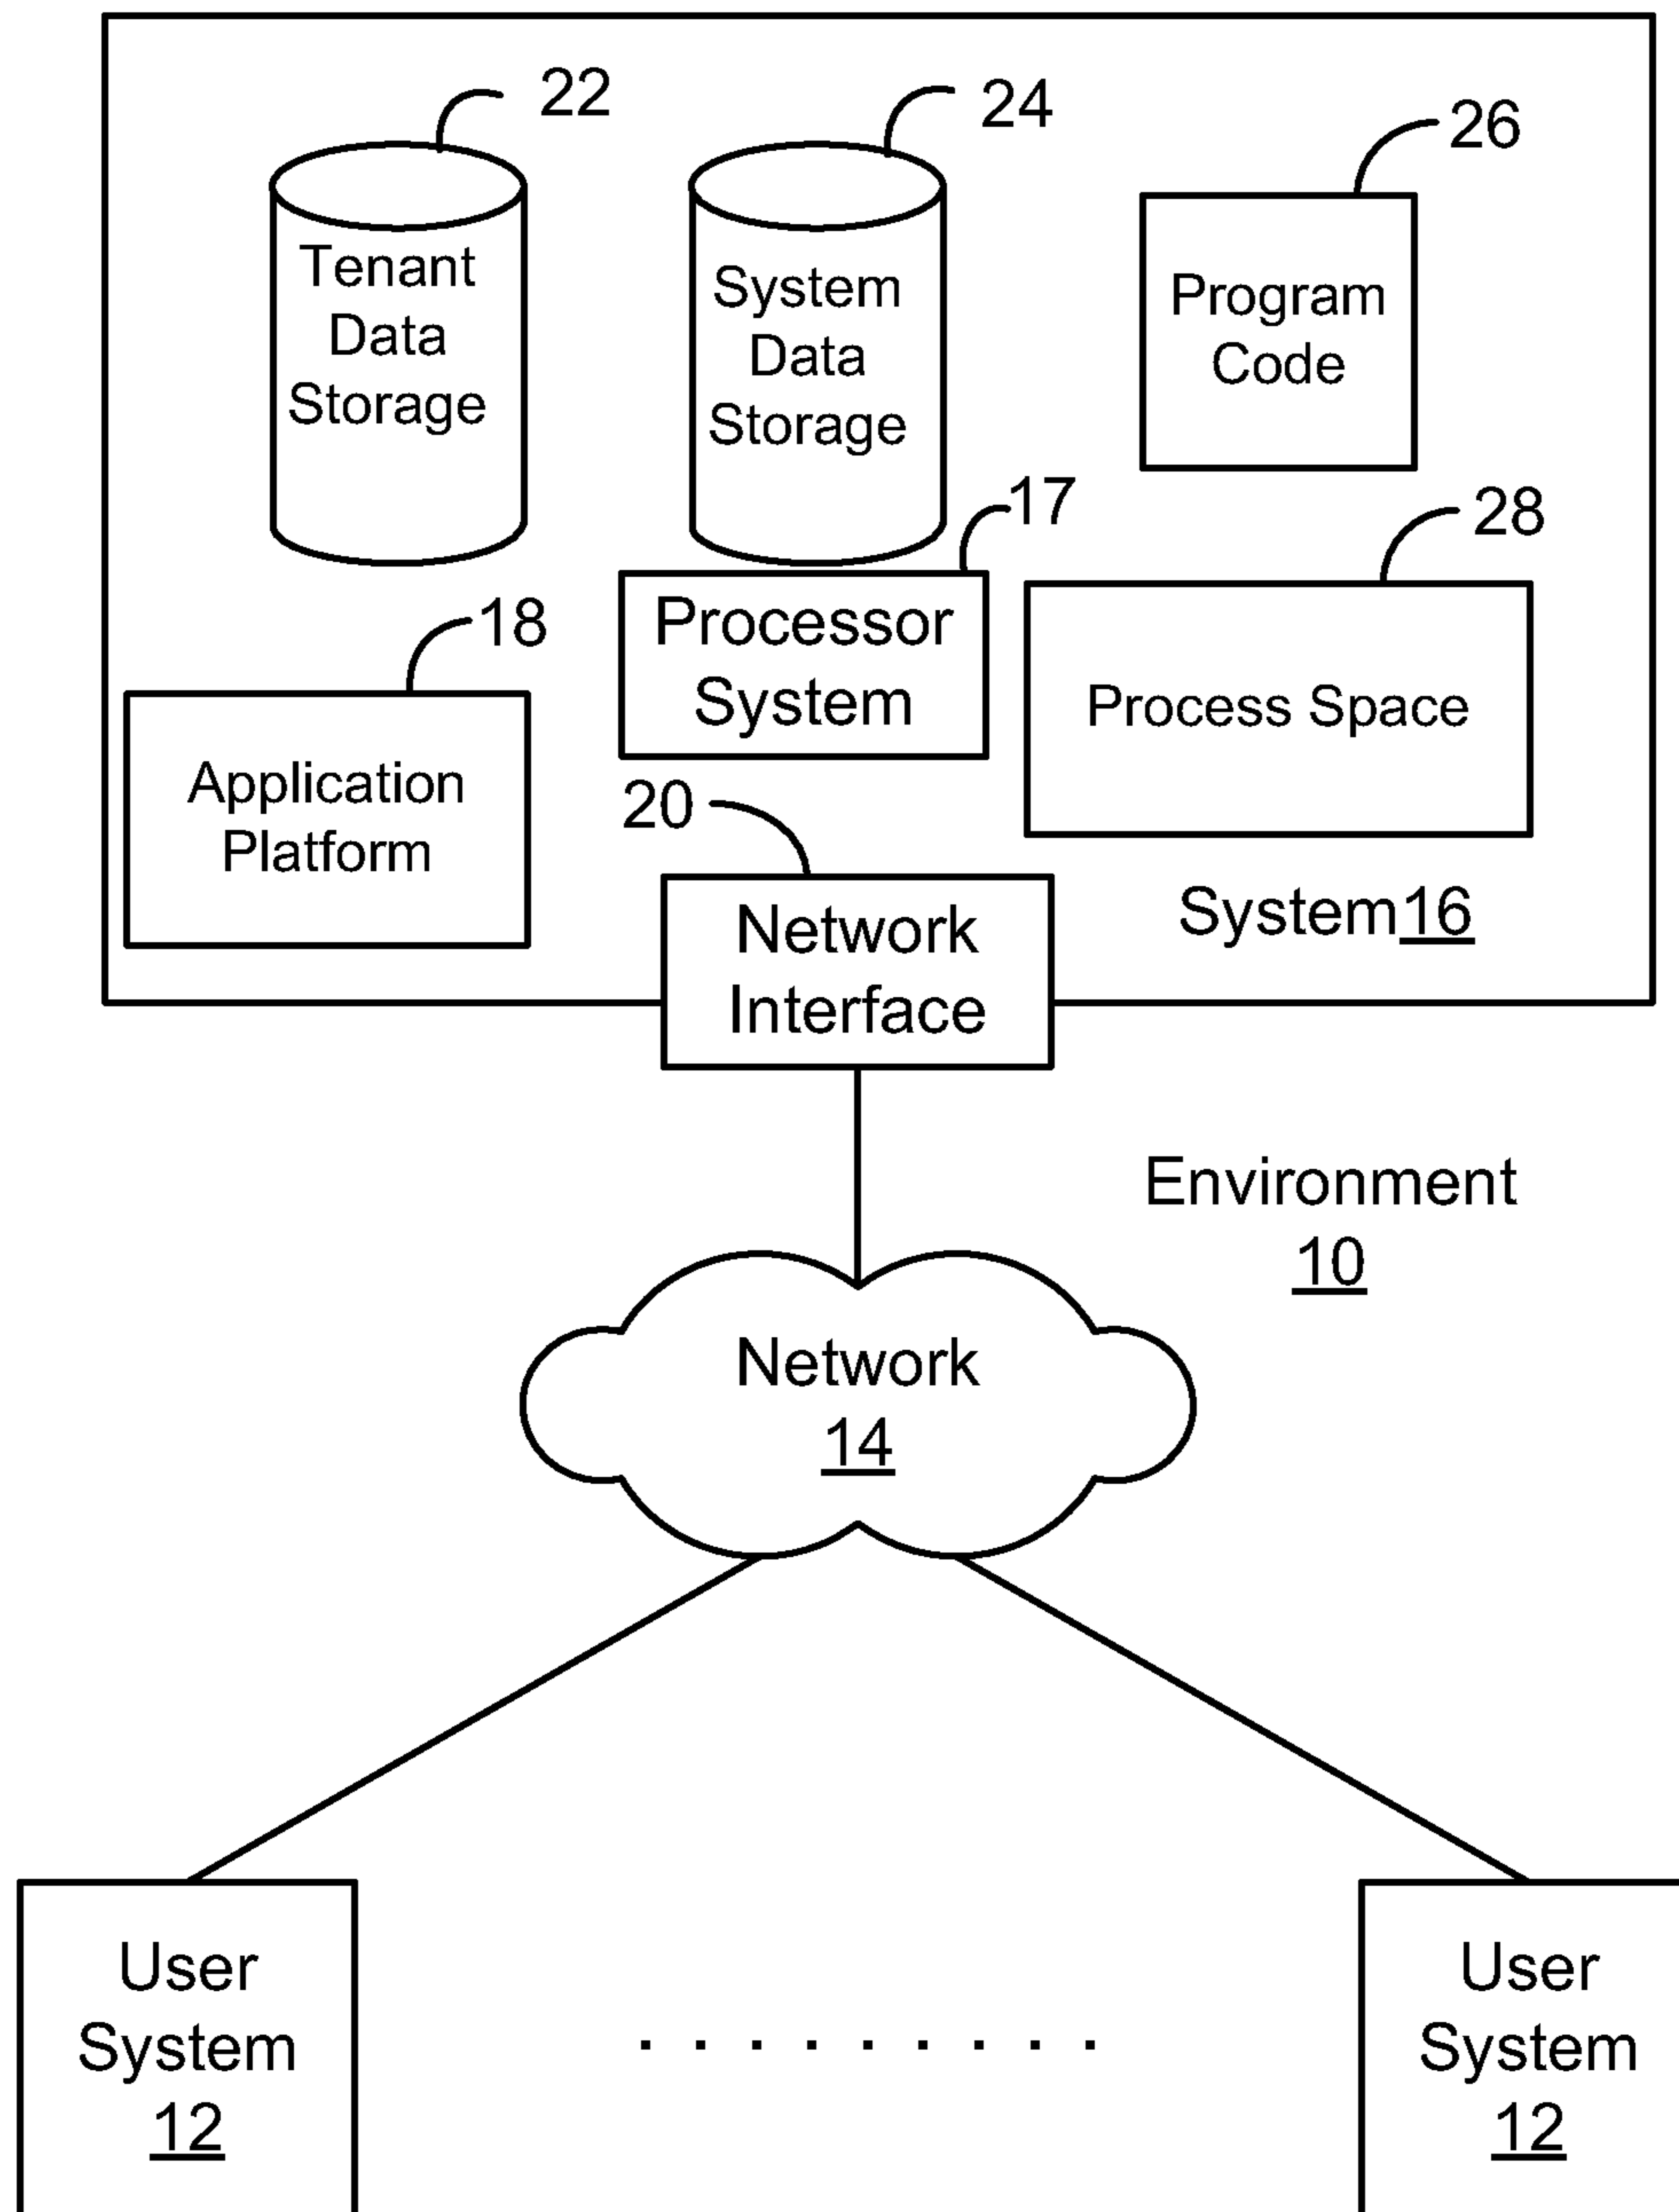 22
24
26
Tenant
Data
Storage
System
Data
Storage
Program
Code
17
28
18
Processor
System
Process Space
Application
Platform
20
Network
Interface
System16
Environment
10
Network
14
User
System
12
. . . . . . . . .
User
System
12